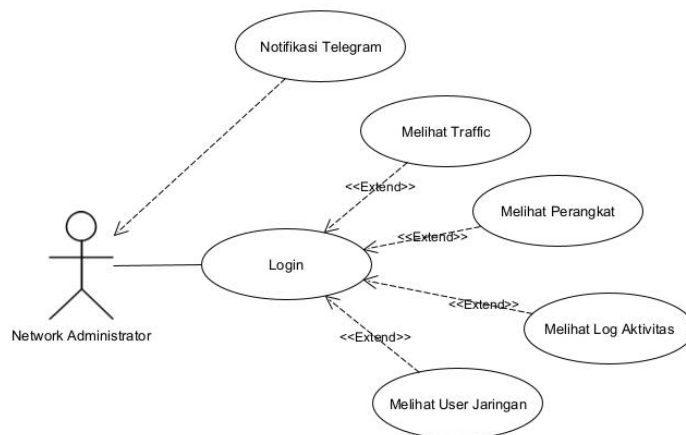 Notifikasi Telegram
Melihat Traffic
<<Extend>>
Melihat Perangkat
<<Extend>>
Login
<<Extend>>
Melihat Log Aktivitas
Network Administrator
<<Extend>>
Melihat User Jaringan